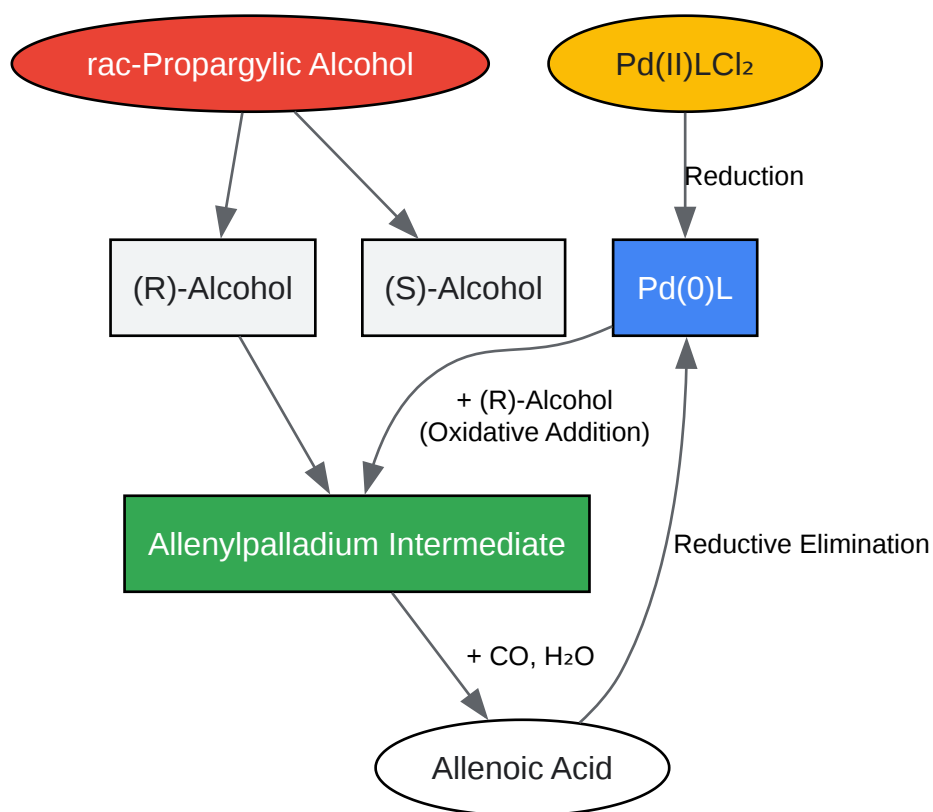 rac-Propargylic Alcohol
Pd(II)LCl₂
Reduction
(R)-Alcohol
(S)-Alcohol
Pd(0)L
+ (R)-Alcohol
(Oxidative Addition)
Allenylpalladium Intermediate
Reductive Elimination
+ CO, H₂O
Allenoic Acid